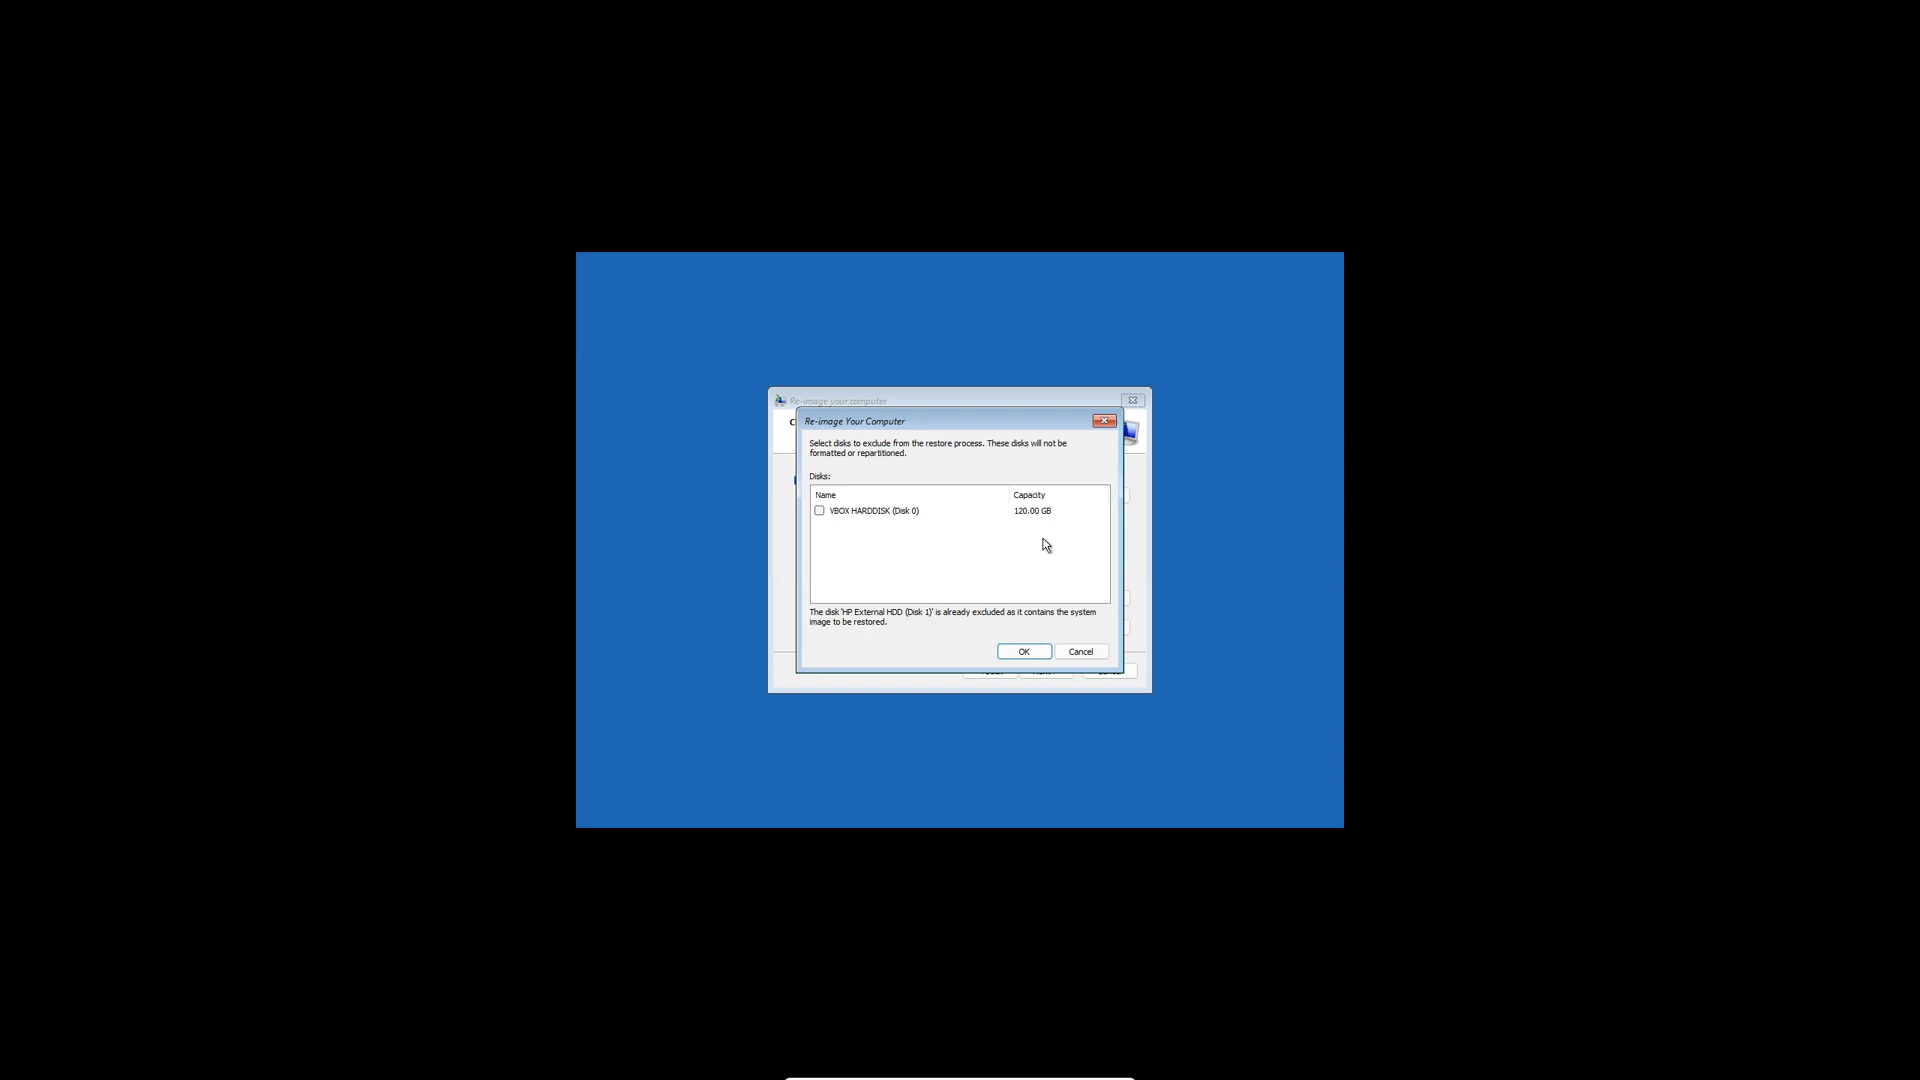 Re-image your computer
Re-image Your Computer
Select disks to exclude from the restore process. These disks will not be
formatted or repartitioned.
Disks:
Name Capacity
VBOX HARDDISK (Disk 0) 120.00 GB
The disk 'HP External HDD (Disk 1)' is already excluded as it contains the system
image to be restored.
OK Cancel